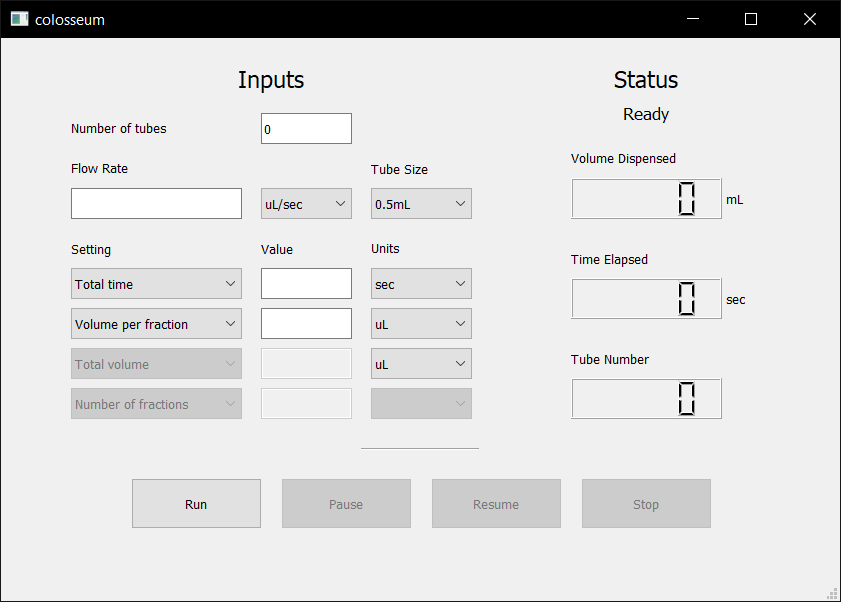 colosseum
Inputs
Number of tubes
0
Flow Rate
Tube Size
uL/sec
0.5mL
Setting
Value
Units
Total time
sec
Volume per fraction
uL
Total volume
uL
Number of fractions
Status
Ready
Volume Dispensed
0 mL
Time Elapsed
0 sec
Tube Number
0
Run
Pause
Resume
Stop